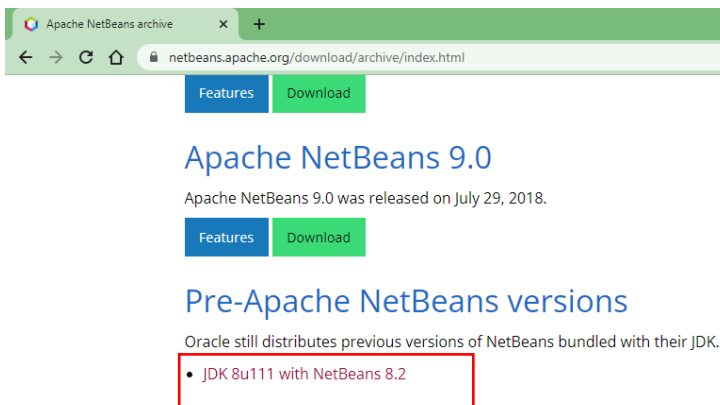 Apache NetBeans archive
netbeans.apache.org/download/archive/index.html
Features Download
Apache NetBeans 9.0
Apache NetBeans 9.0 was released on July 29, 2018.
Features Download
Pre-Apache NetBeans versions
Oracle still distributes previous versions of NetBeans bundled with their JDK.
JDK 8u111 with NetBeans 8.2